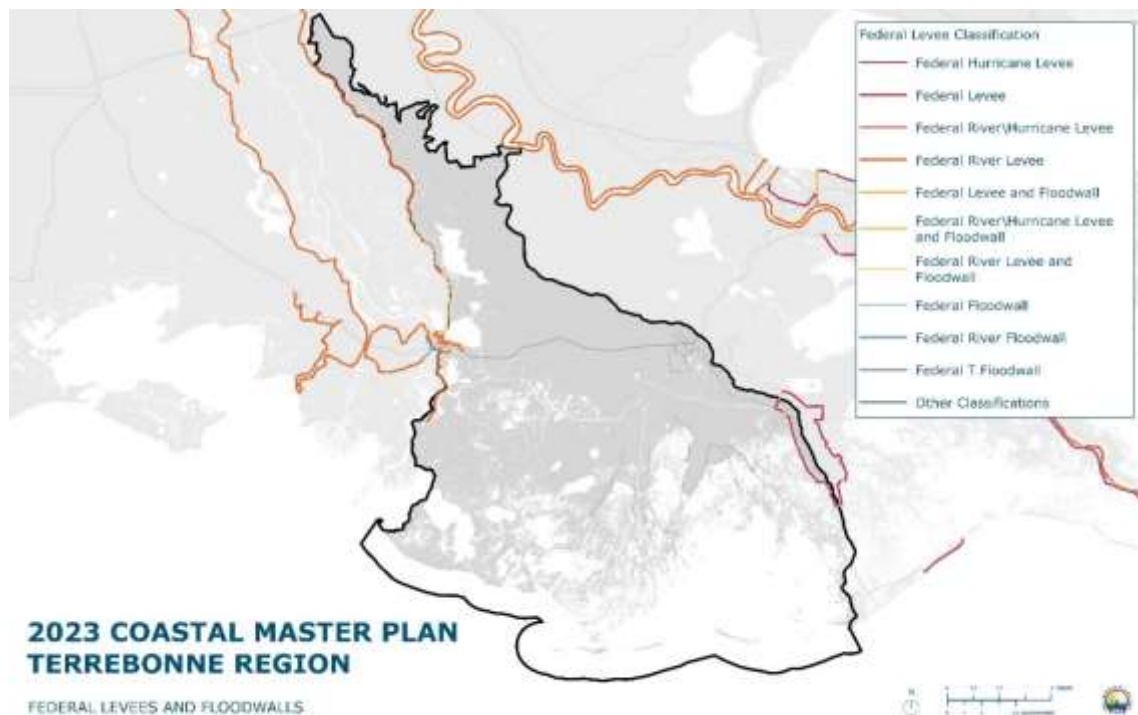 Federal Levee Classification
Federal Hurricane Levee
Federal Levee
Federal River\Hurricane Levee
Federal River Levee
Federal Levee and Floodwall
Federal River\Hurricane Levee
and Floodwall
Federal River Levee and
Floodwall
Federal Floodwall
Federal River Floodwall
Federal T Floodwall
Other Classifications
2023 COASTAL MASTER PLAN
TERREBONNE REGION
FEDERAL LEVEES AND FLOODWALLS
N